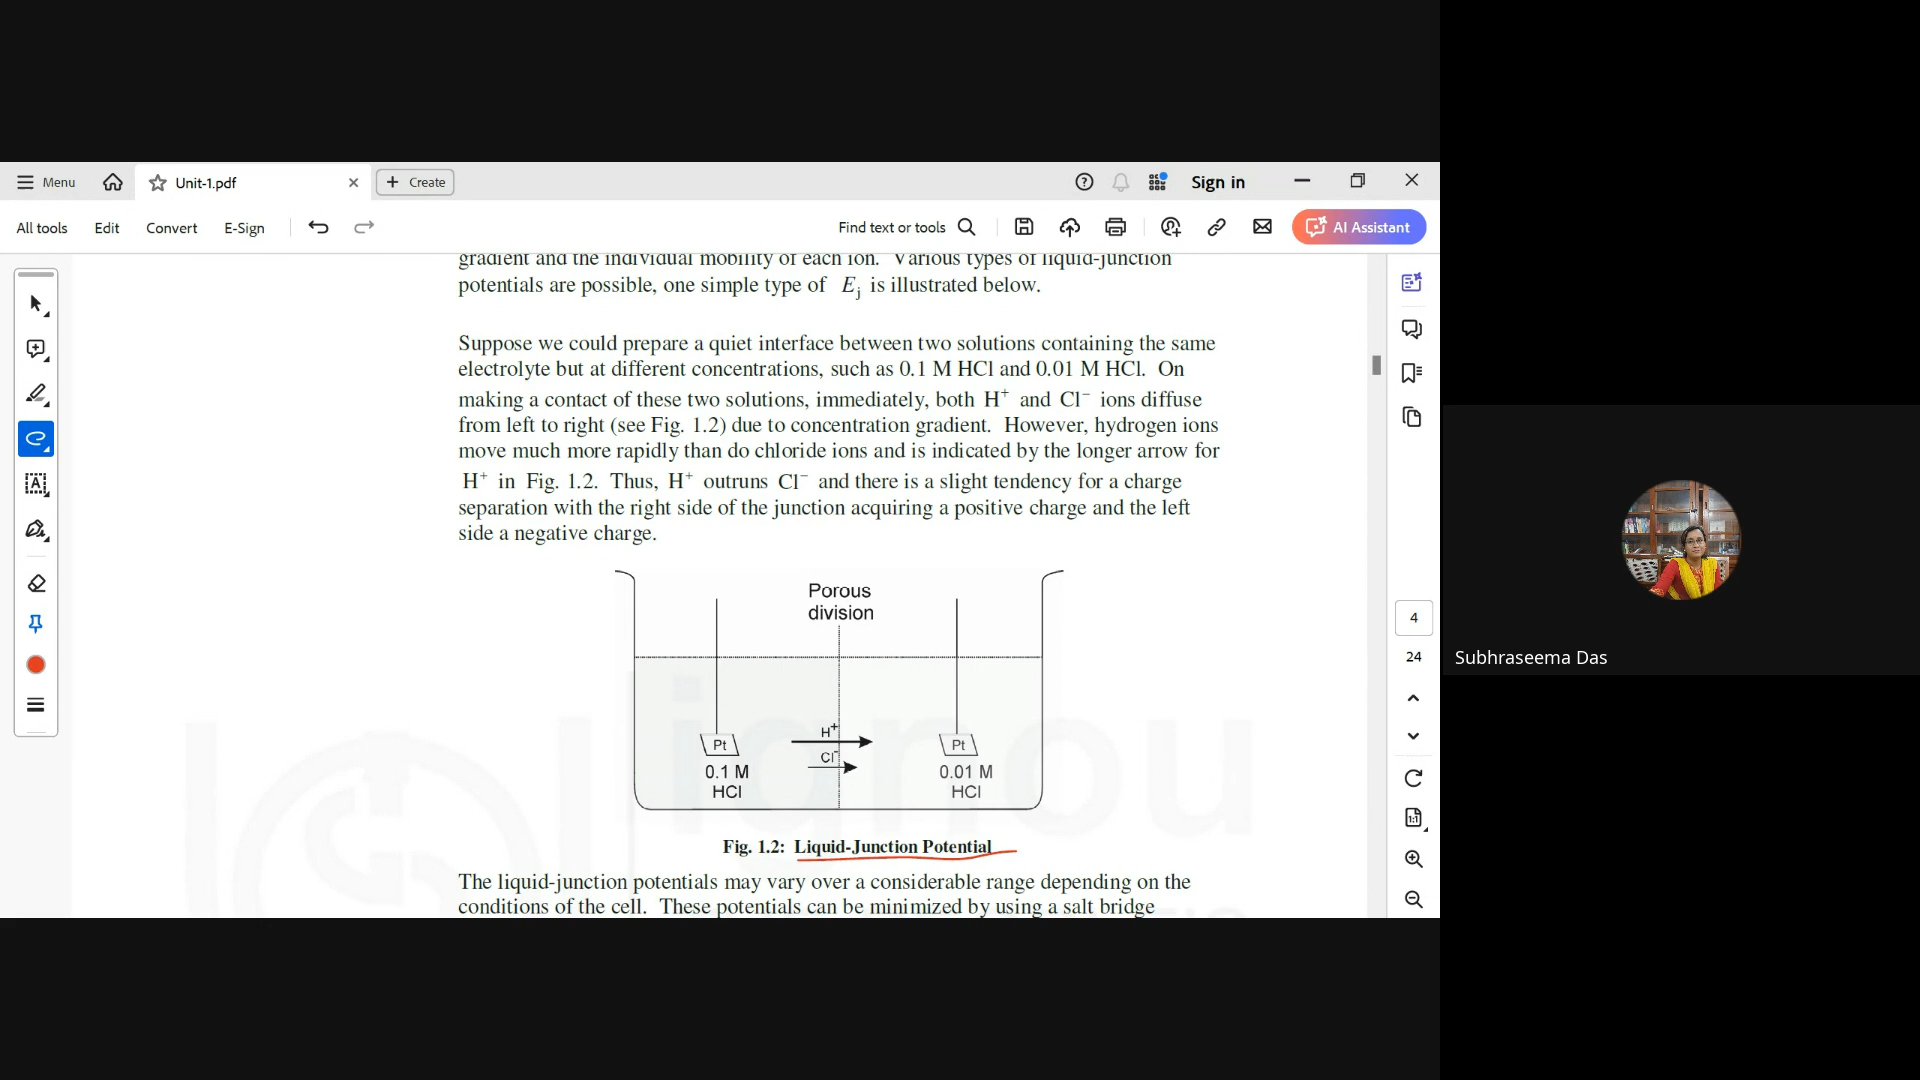 Menu
Unit-1.pdf
Create
Sign in
All tools
Edit
Convert
E-Sign
Find text or tools
AI Assistant
gradient and the individual mobility of each ion. Various types of liquid-junction
potentials are possible, one simple type of Ej is illustrated below.
Suppose we could prepare a quiet interface between two solutions containing the same
electrolyte but at different concentrations, such as 0.1 M HCl and 0.01 M HCl. On
making a contact of these two solutions, immediately, both H⁺ and Cl⁻ ions diffuse
from left to right (see Fig. 1.2) due to concentration gradient. However, hydrogen ions
move much more rapidly than do chloride ions and is indicated by the longer arrow for
H⁺ in Fig. 1.2. Thus, H⁺ outruns Cl⁻ and there is a slight tendency for a charge
separation with the right side of the junction acquiring a positive charge and the left
side a negative charge.
Porous
division
H⁺
Cl⁻
Pt
Pt
0.1 M
HCl
0.01 M
HCl
Fig. 1.2: Liquid-Junction Potential
The liquid-junction potentials may vary over a considerable range depending on the
conditions of the cell. These potentials can be minimized by using a salt bridge
ignou
4
24
Subhraseema Das